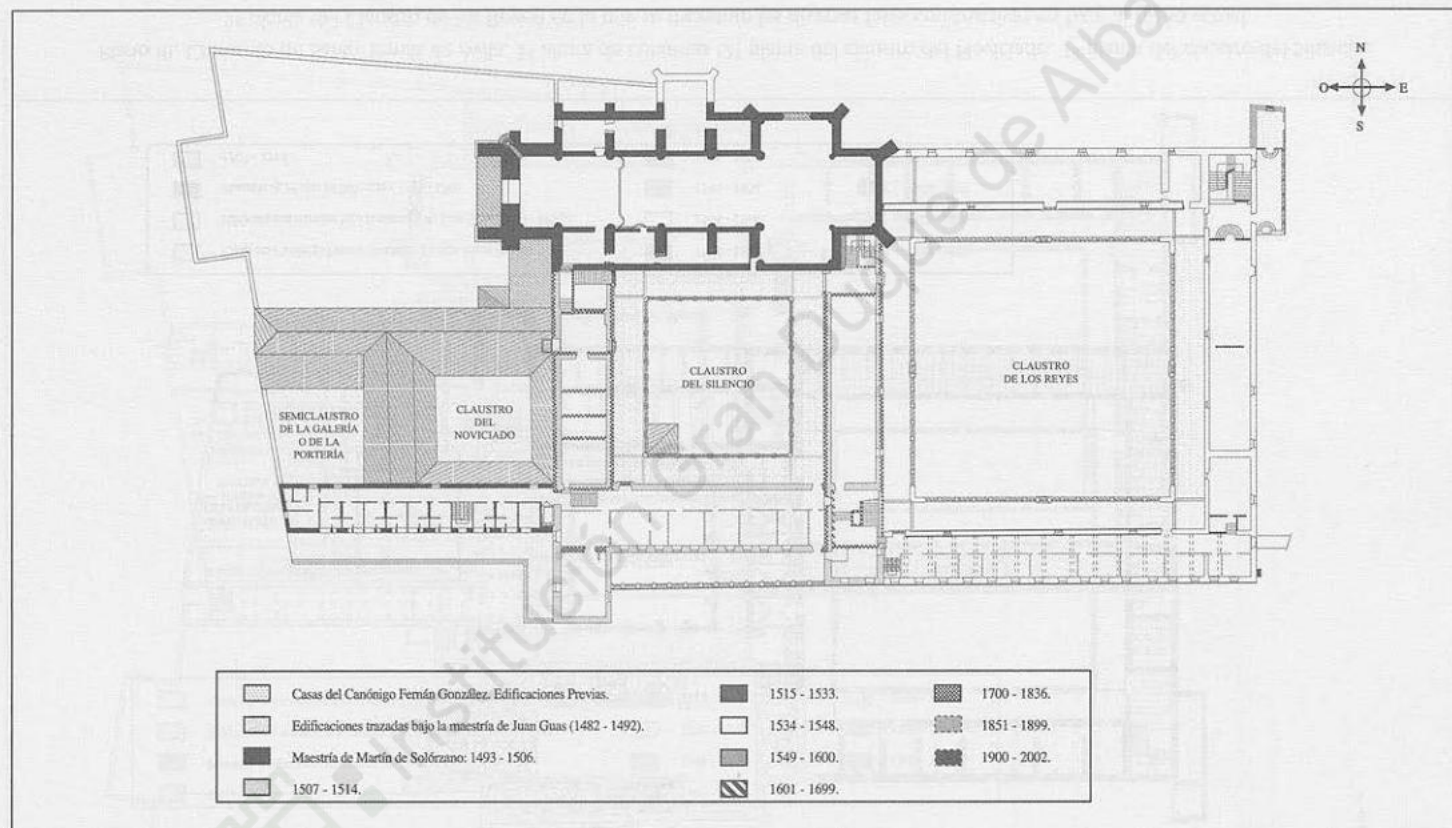 N
O E
S
CLAUSTRO
DEL SILENCIO
CLAUSTRO
DE LOS REYES
SEMICLAUSTRO
DE LA GALERÍA
O DE LA
PORTERÍA
CLAUSTRO
DEL
NOVICIADO
Institución Gran Duque de Alba
Casas del Canónigo Fernán González. Edificaciones Previas.
Edificaciones trazadas bajo la maestría de Juan Guas (1482 - 1492).
Maestría de Martín de Solórzano: 1493 - 1506.
1507 - 1514.
1515 - 1533.
1534 - 1548.
1549 - 1600.
1601 - 1699.
1700 - 1836.
1851 - 1899.
1900 - 2002.